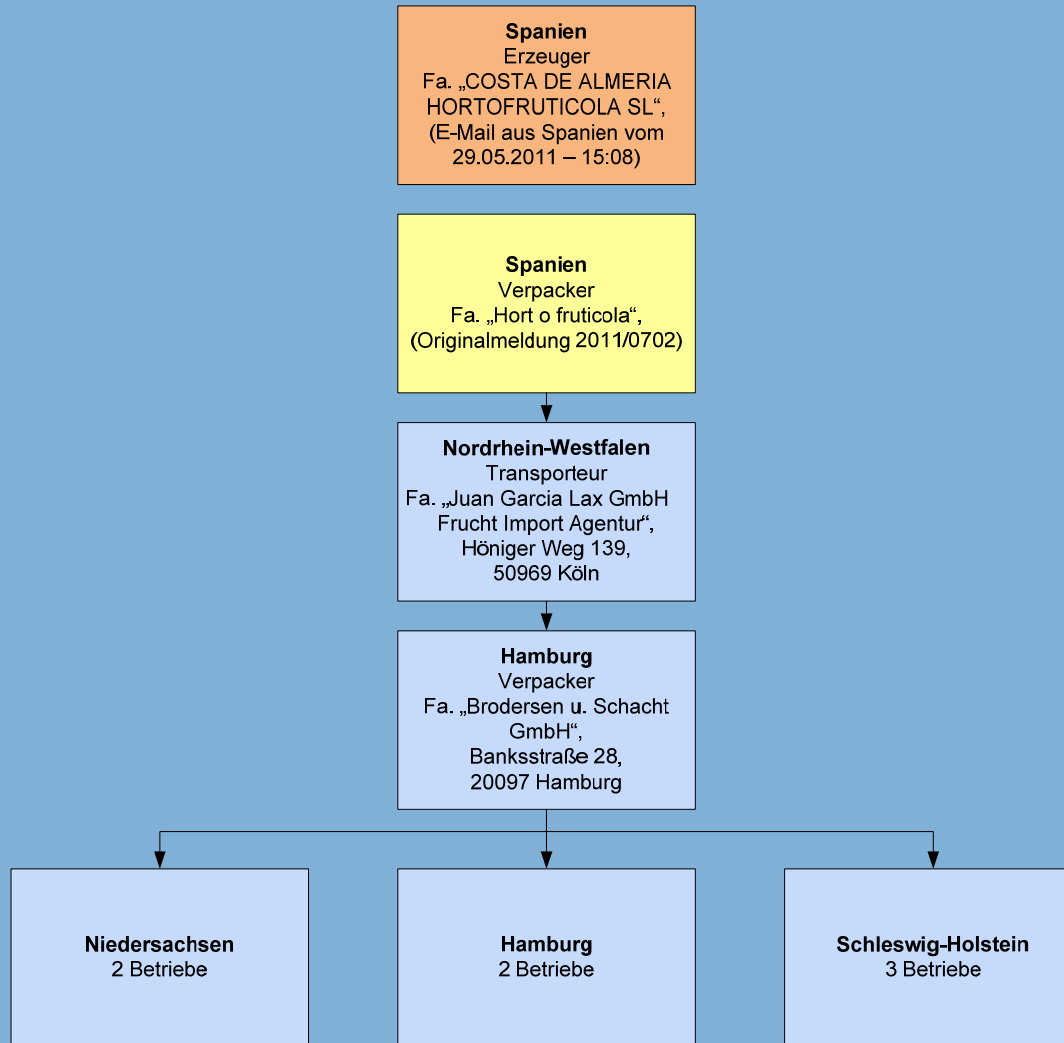 Spanien
Erzeuger
Fa. „COSTA DE ALMERIA
HORTOFRUTICOLA SL“,
(E-Mail aus Spanien vom
29.05.2011 – 15:08)
Spanien
Verpacker
Fa. „Hort o fruticola“,
(Originalmeldung 2011/0702)
Nordrhein-Westfalen
Transporteur
Fa. „Juan Garcia Lax GmbH
Frucht Import Agentur“,
Höniger Weg 139,
50969 Köln
Hamburg
Verpacker
Fa. „Brodersen u. Schacht
GmbH“,
Banksstraße 28,
20097 Hamburg
Niedersachsen
2 Betriebe
Hamburg
2 Betriebe
Schleswig-Holstein
3 Betriebe